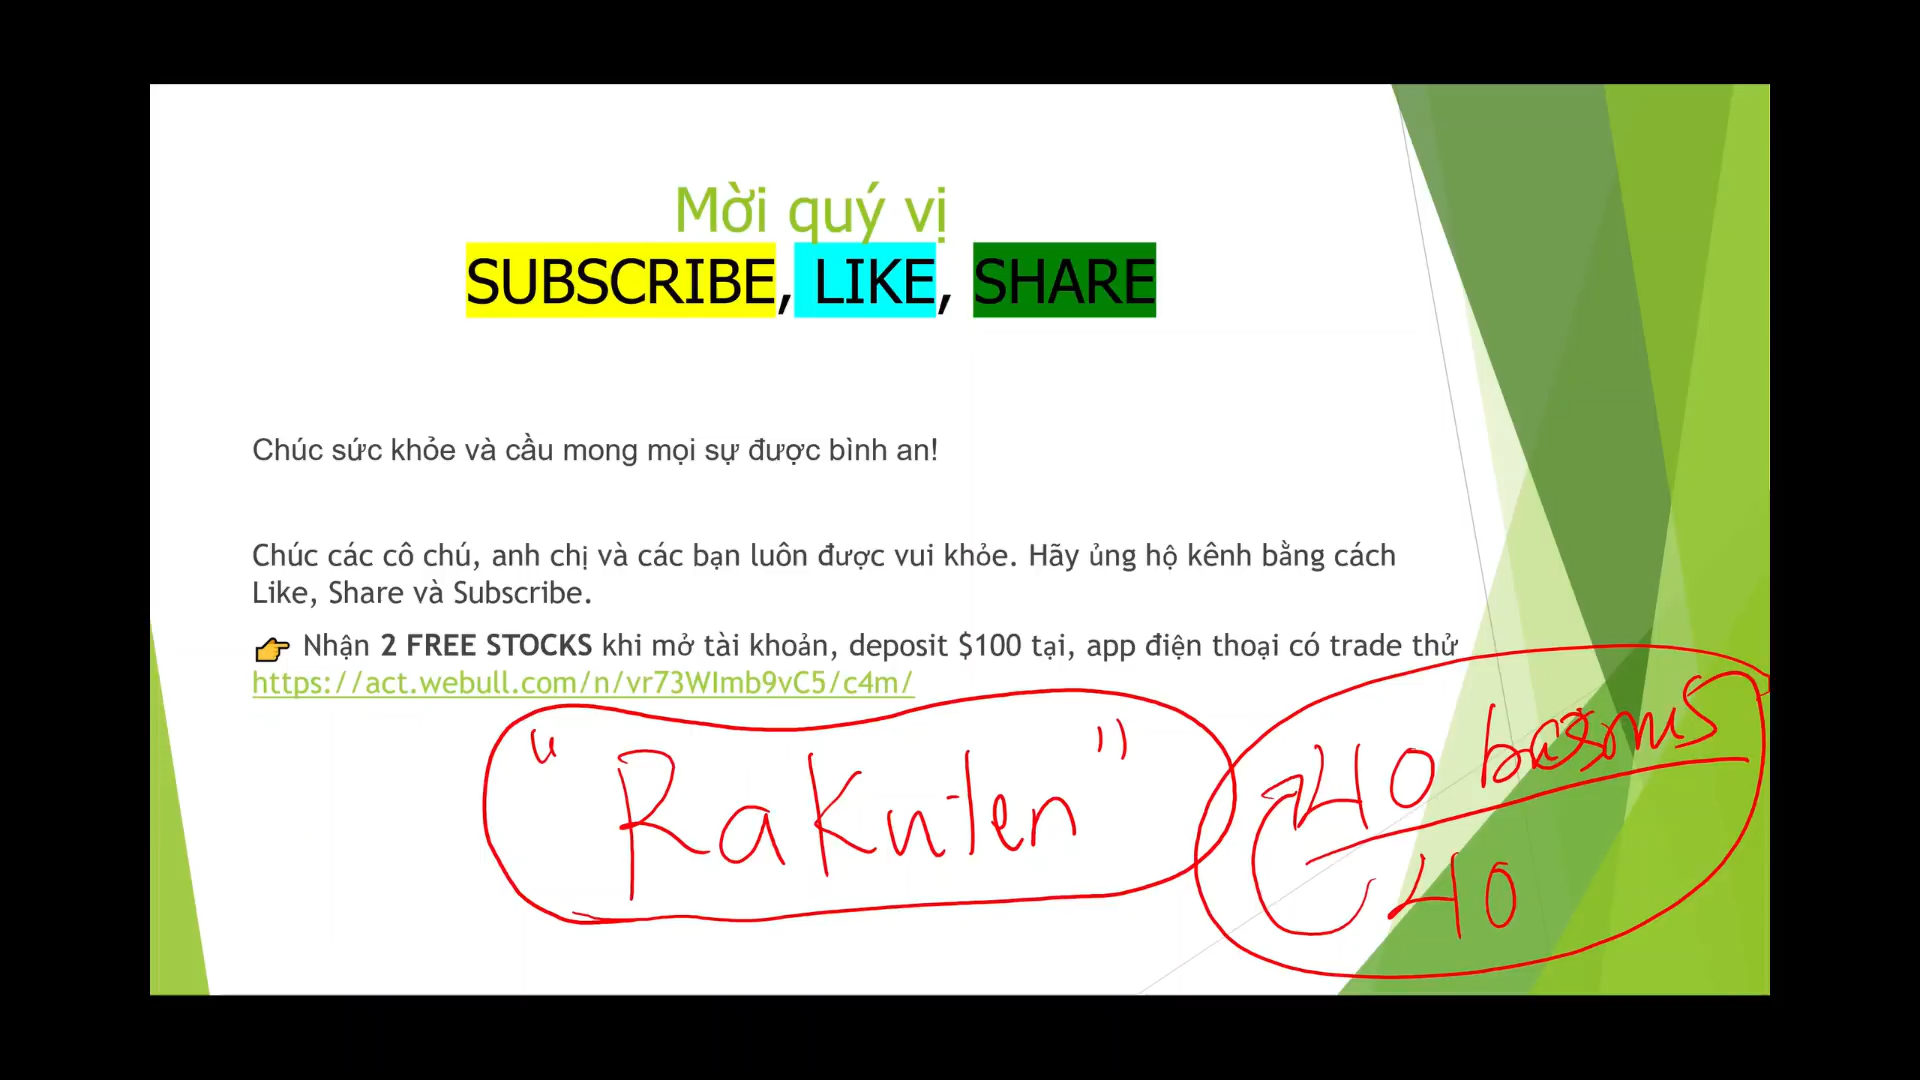 Mời quý vị
SUBSCRIBE, LIKE, SHARE
Chúc sức khỏe và cầu mong mọi sự được bình an!
Chúc các cô chú, anh chị và các bạn luôn được vui khỏe. Hãy ủng hộ kênh bằng cách
Like, Share và Subscribe.
👉 Nhận 2 FREE STOCKS khi mở tài khoản, deposit $100 tại, app điện thoại có trade thử
https://act.webull.com/n/vr73WImb9vC5/c4m/
"Rakuten"
40
40